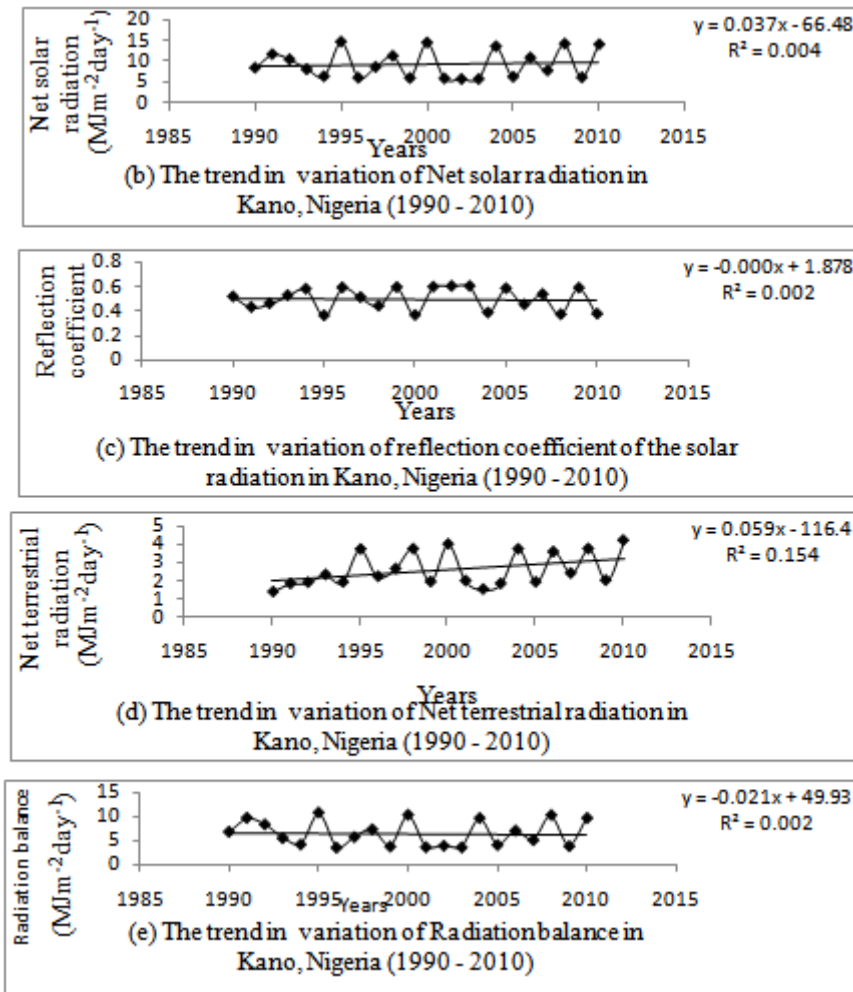 Net solar
radiation
(MJm-2day-1)
20
15
10
5
0
y = 0.037x - 66.48
R² = 0.004
1985 1990 1995 2000 2005 2010 2015
Years
(b) The trend in variation of Net solar radiation in
Kano, Nigeria (1990 - 2010)
Reflection
coefficient
0.8
0.6
0.4
0.2
0
y = -0.000x + 1.878
R² = 0.002
1985 1990 1995 2000 2005 2010 2015
Years
(c) The trend in variation of reflection coefficient of the solar
radiation in Kano, Nigeria (1990 - 2010)
Net terrestrial
radiation
(MJm-2day-1)
5
4
3
2
1
0
y = 0.059x - 116.4
R² = 0.154
1985 1990 1995 2000 2005 2010 2015
Years
(d) The trend in variation of Net terrestrial radiation in
Kano, Nigeria (1990 - 2010)
Radiation balance
(MJm-2day-1)
15
10
5
0
y = -0.021x + 49.93
R² = 0.002
1985 1990 1995 2000 2005 2010 2015
Years
(e) The trend in variation of Radiation balance in
Kano, Nigeria (1990 - 2010)